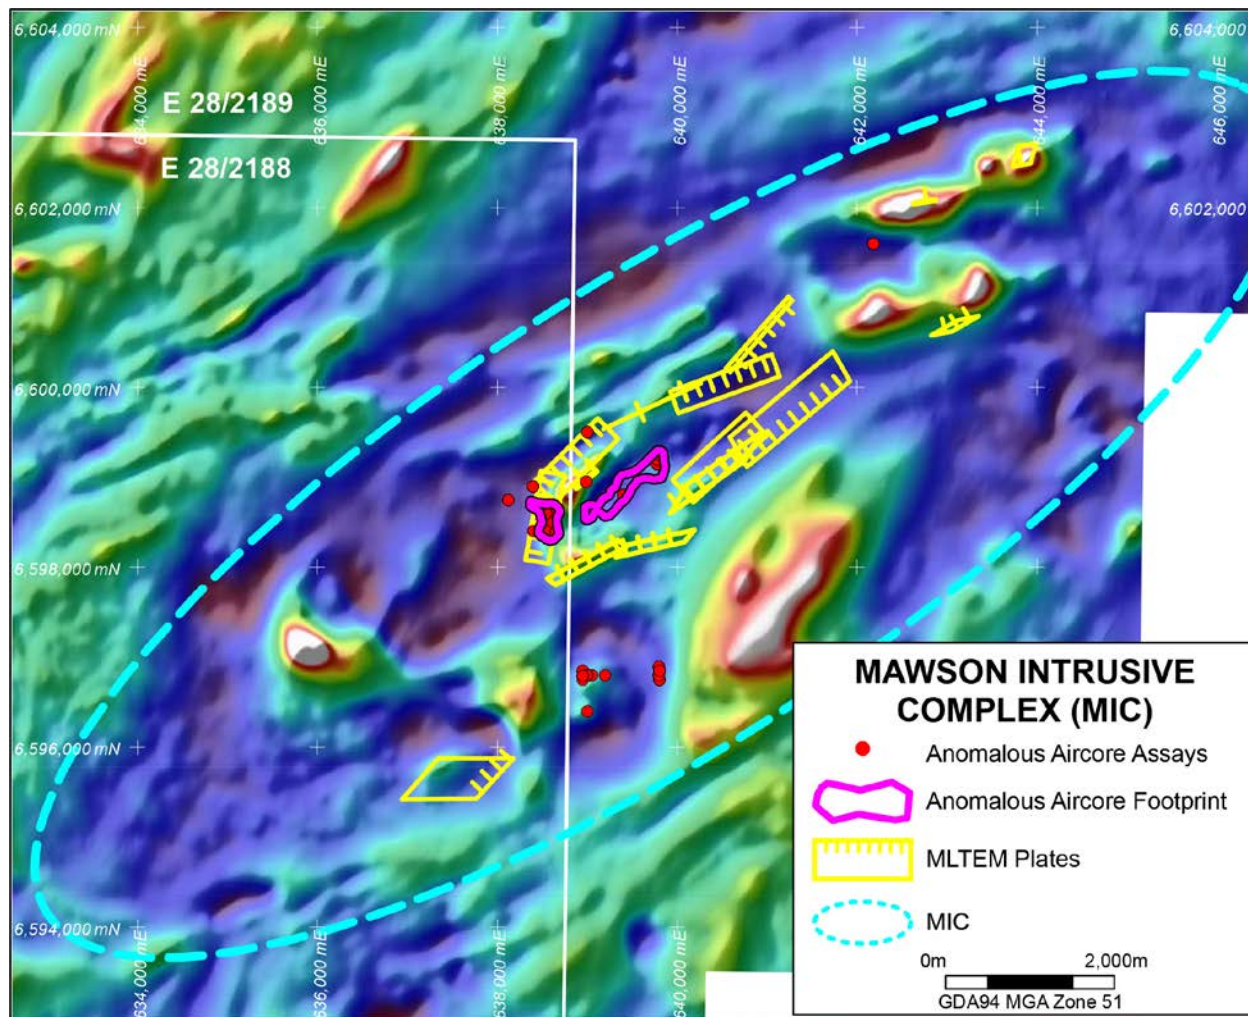 6,604,000 mN
6,604,000
634,000 mE
636,000 mE
638,000 mE
640,000 mE
642,000 mE
644,000 mE
646,000 mE
E 28/2189
E 28/2188
6,602,000 mN
6,602,000
6,600,000 mN
6,598,000 mN
6,596,000 mN
6,594,000 mN
634,000 mE
636,000 mE
638,000 mE
640,000 mE
MAWSON INTRUSIVE
COMPLEX (MIC)
Anomalous Aircore Assays
Anomalous Aircore Footprint
MLTEM Plates
MIC
0m 2,000m
GDA94 MGA Zone 51